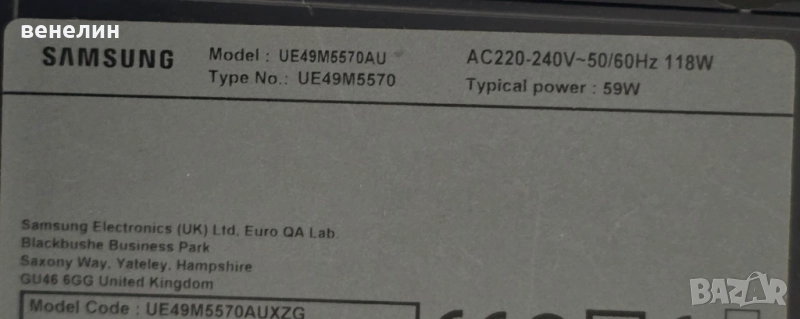 венелин
SAMSUNG
Model : UE49M5570AU
Type No.: UE49M5570
AC220-240V~50/60Hz 118W
Typical power : 59W
Samsung Electronics (UK) Ltd, Euro QA Lab.
Blackbushe Business Park
Saxony Way, Yateley, Hampshire
GU46 6GG United Kingdom
Model Code : UE49M5570AUXZG
BAZAR